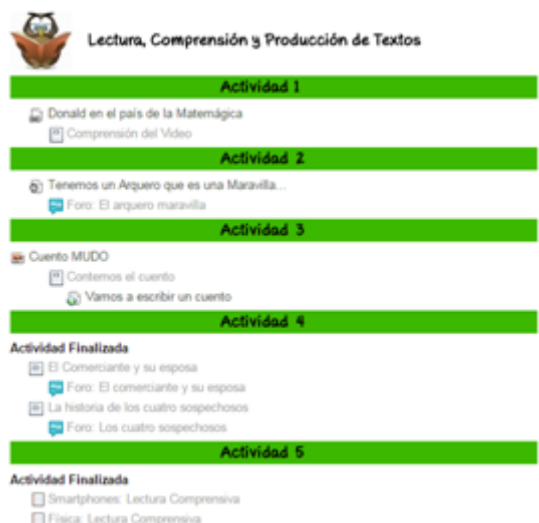 Lectura, Comprensión y Producción de Textos
Actividad 1
Donald en el país de la Matemágica
Comprensión del Video
Actividad 2
Tenemos un Arquero que es una Maravilla...
Foro: El arquero maravilla
Actividad 3
Cuento MUDO
Contemos el cuento
Vamos a escribir un cuento
Actividad 4
Actividad Finalizada
El Comerciante y su esposa
Foro: El comerciante y su esposa
La historia de los cuatro sospechosos
Foro: Los cuatro sospechosos
Actividad 5
Actividad Finalizada
Smartphones: Lectura Comprensiva
Física: Lectura Comprensiva